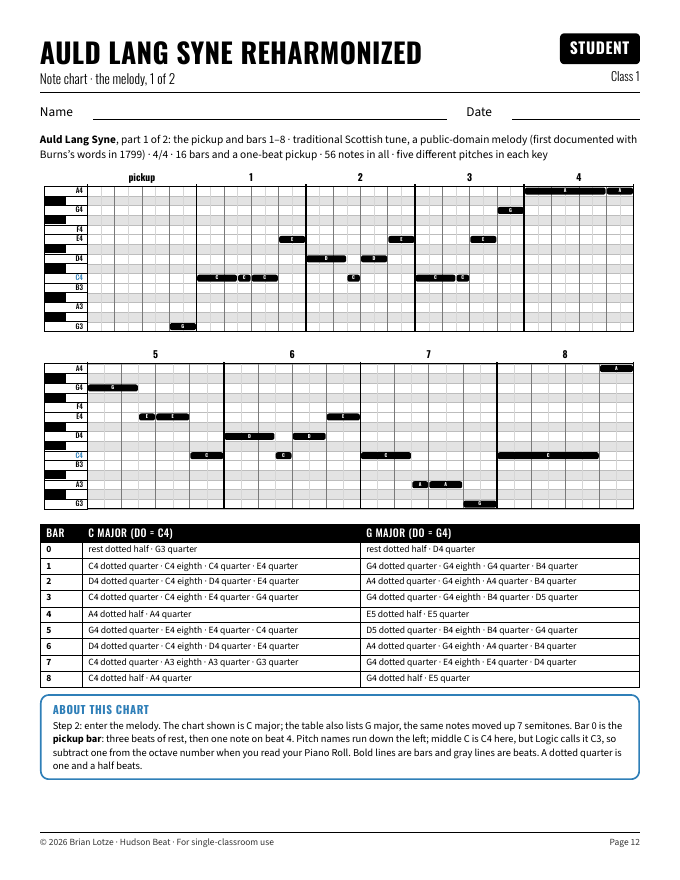 AULD LANG SYNE REHARMONIZED
STUDENT
Note chart · the melody, 1 of 2
Class 1
Name
Date
Auld Lang Syne, part 1 of 2: the pickup and bars 1–8 · traditional Scottish tune, a public-domain melody (first documented with
Burns's words in 1799) · 4/4 · 16 bars and a one-beat pickup · 56 notes in all · five different pitches in each key
pickup 1 2 3 4
A4 A A
G4 G
F4
E4 E E E
D4 D D
C4 C C C C C C
B3
A3
G3 G
5 6 7 8
A4 A
G4 G
F4
E4 E E E
D4 D D
C4 C C C C
B3
A3 A A
G3 G
BAR C MAJOR (DO = C4) G MAJOR (DO = G4)
0 rest dotted half · G3 quarter rest dotted half · D4 quarter
1 C4 dotted quarter · C4 eighth · C4 quarter · E4 quarter G4 dotted quarter · G4 eighth · G4 quarter · B4 quarter
2 D4 dotted quarter · C4 eighth · D4 quarter · E4 quarter A4 dotted quarter · G4 eighth · A4 quarter · B4 quarter
3 C4 dotted quarter · C4 eighth · E4 quarter · G4 quarter G4 dotted quarter · G4 eighth · B4 quarter · D5 quarter
4 A4 dotted half · A4 quarter E5 dotted half · E5 quarter
5 G4 dotted quarter · E4 eighth · E4 quarter · C4 quarter D5 dotted quarter · B4 eighth · B4 quarter · G4 quarter
6 D4 dotted quarter · C4 eighth · D4 quarter · E4 quarter A4 dotted quarter · G4 eighth · A4 quarter · B4 quarter
7 C4 dotted quarter · A3 eighth · A3 quarter · G3 quarter G4 dotted quarter · E4 eighth · E4 quarter · D4 quarter
8 C4 dotted half · A4 quarter G4 dotted half · E5 quarter
ABOUT THIS CHART
Step 2: enter the melody. The chart shown is C major; the table also lists G major, the same notes moved up 7 semitones. Bar 0 is the
pickup bar: three beats of rest, then one note on beat 4. Pitch names run down the left; middle C is C4 here, but Logic calls it C3, so
subtract one from the octave number when you read your Piano Roll. Bold lines are bars and gray lines are beats. A dotted quarter is
one and a half beats.
© 2026 Brian Lotze · Hudson Beat · For single-classroom use
Page 12